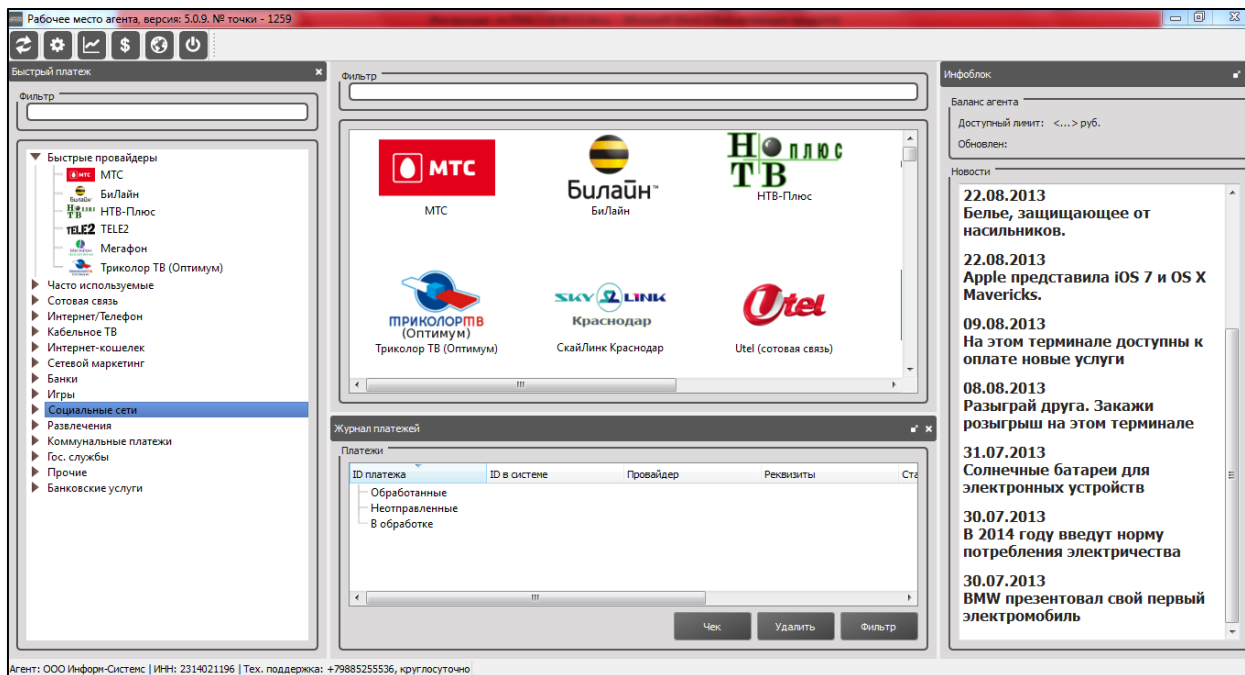 Рабочее место агента, версия: 5.0.9. № точки - 1259
Быстрый платеж
Фильтр
Быстрые провайдеры
МТС МТС
Билайн БиЛайн
НТВ плюс НТВ-Плюс
TELE2 TELE2
Мегафон
Триколор ТВ (Оптимум)
Часто используемые
Сотовая связь
Интернет/Телефон
Кабельное ТВ
Интернет-кошелек
Сетевой маркетинг
Банки
Игры
Социальные сети
Развлечения
Коммунальные платежи
Гос. службы
Прочие
Банковские услуги
Фильтр
МТС
Билайн™
НТВ плюс
МТС
БиЛайн
НТВ-Плюс
ТРИКОЛОРТВ
(Оптимум)
SKY LINK
Краснодар
Utel
Триколор ТВ (Оптимум)
СкайЛинк Краснодар
Utel (сотовая связь)
Журнал платежей
Платежи
ID платежа ID в системе Провайдер Реквизиты Ста
Обработанные
Неотправленные
В обработке
Чек Удалить Фильтр
Инфоблок
Баланс агента
Доступный лимит: <...> руб.
Обновлен:
Новости
22.08.2013
Белье, защищающее от
насильников.
22.08.2013
Apple представила iOS 7 и OS X
Mavericks.
09.08.2013
На этом терминале доступны к
оплате новые услуги
08.08.2013
Разыграй друга. Закажи
розыгрыш на этом терминале
31.07.2013
Солнечные батареи для
электронных устройств
30.07.2013
В 2014 году введут норму
потребления электричества
30.07.2013
BMW презентовал свой первый
электромобиль
Агент: ООО Информ-Системс | ИНН: 2314021196 | Тех. поддержка: +79885255536, круглосуточно